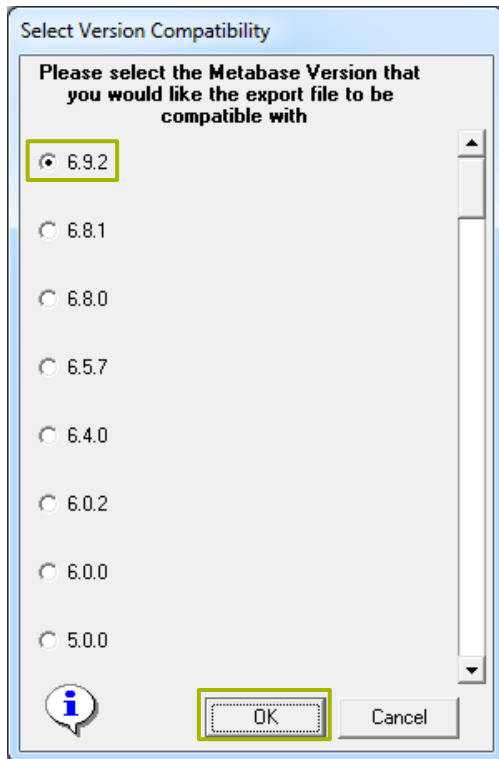 Select Version Compatibility
Please select the Metabase Version that
you would like the export file to be
compatible with
6.9.2
6.8.1
6.8.0
6.5.7
6.4.0
6.0.2
6.0.0
5.0.0
OK
Cancel